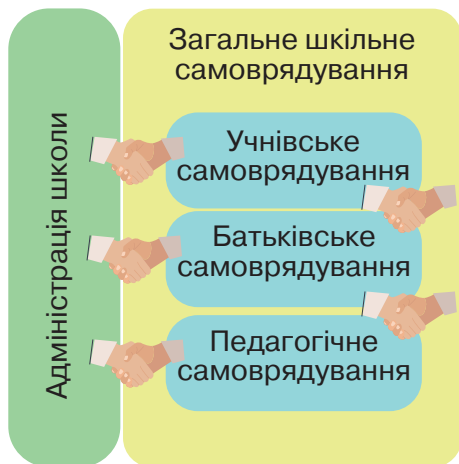 Адміністрація школи
Загальне шкільне
самоврядування
Учнівське
самоврядування
Батьківське
самоврядування
Педагогічне
самоврядування